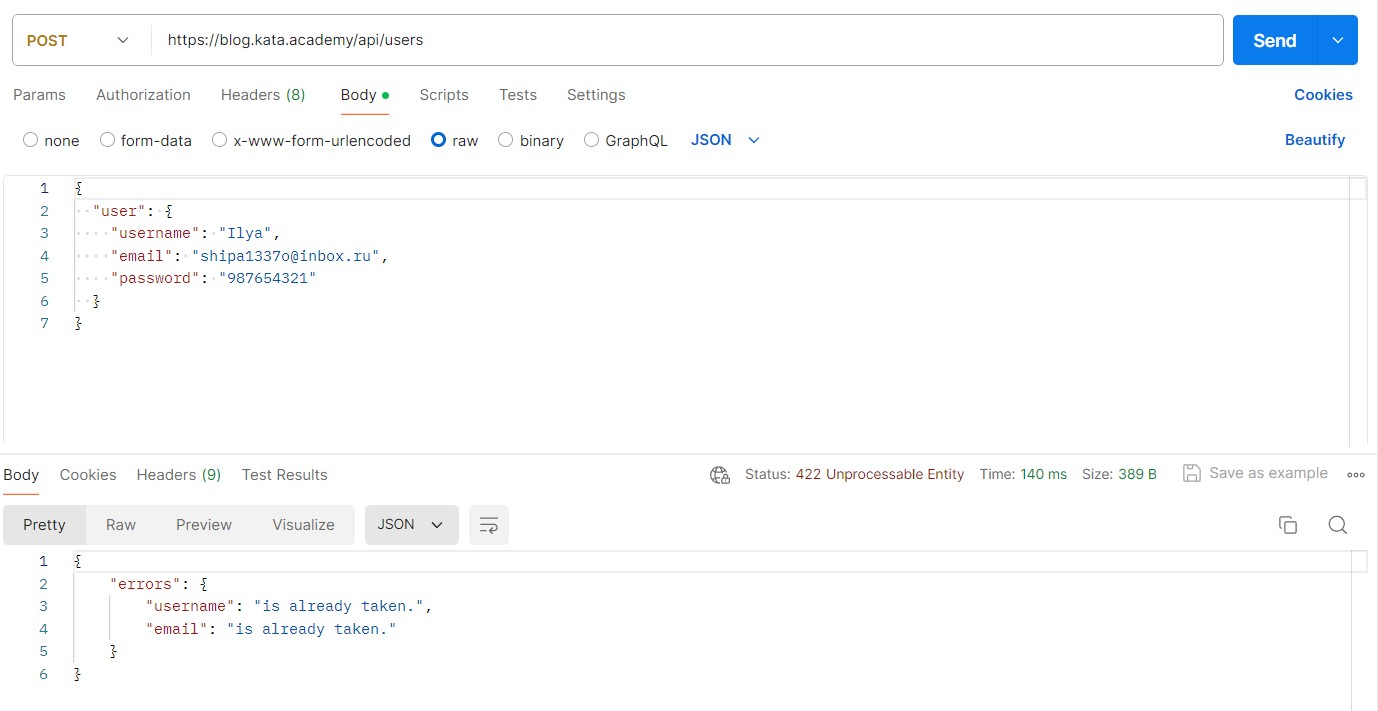 POST https://blog.kata.academy/api/users Send
Params Authorization Headers (8) Body Scripts Tests Settings Cookies
none form-data x-www-form-urlencoded raw binary GraphQL JSON Beautify
1 {
2 "user": {
3 "username": "Ilya",
4 "email": "shipa1337o@inbox.ru",
5 "password": "987654321"
6 }
7 }
Body Cookies Headers (9) Test Results Status: 422 Unprocessable Entity Time: 140 ms Size: 389 B Save as example
Pretty Raw Preview Visualize JSON
1 {
2 "errors": {
3 "username": "is already taken.",
4 "email": "is already taken."
5 }
6 }